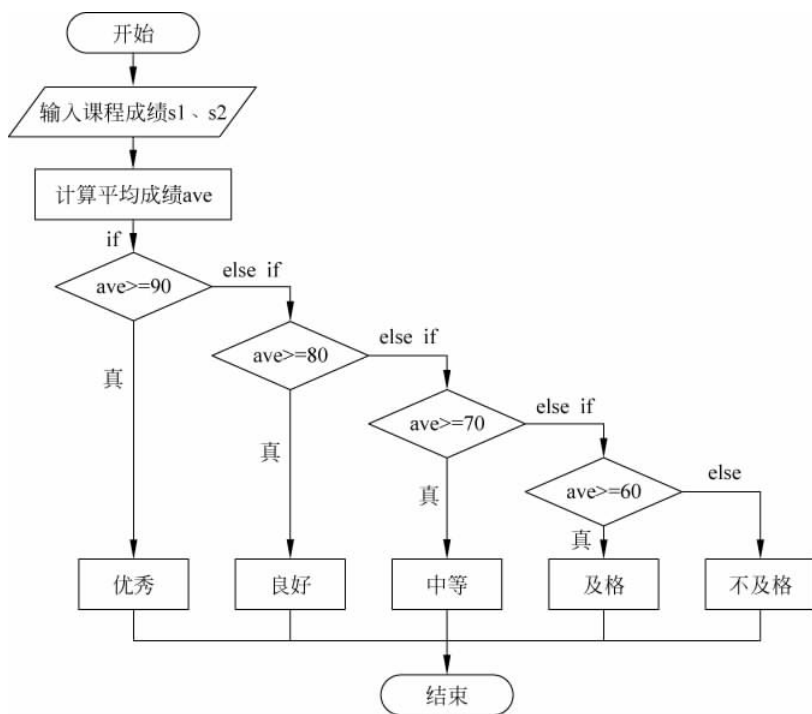 开始
输入课程成绩s1、s2
计算平均成绩ave
if
ave>=90
else if
真
ave>=80
else if
真
ave>=70
else if
真
ave>=60
else
真
优秀
良好
中等
及格
不及格
结束